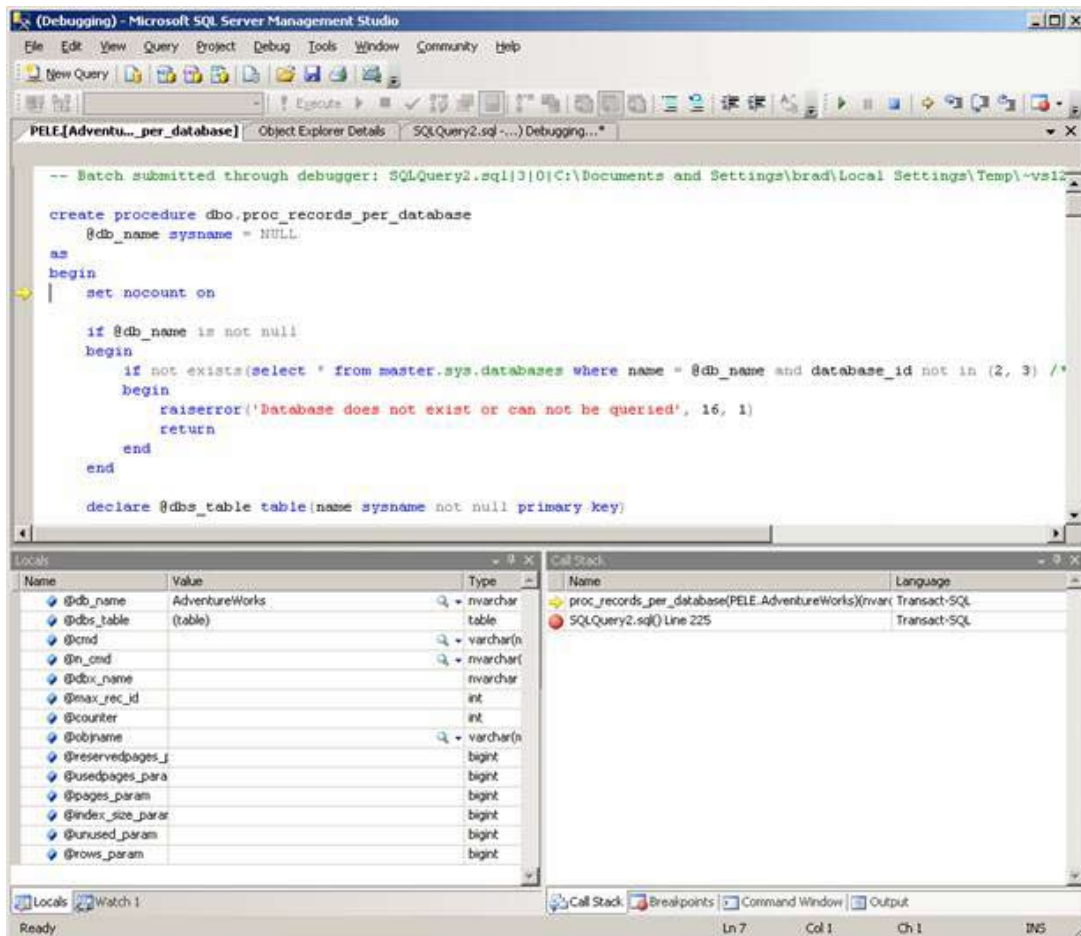 (Debugging) - Microsoft SQL Server Management Studio
File Edit View Query Project Debug Tools Window Community Help
New Query
Execute
PELE.[Adventu..._per_database] Object Explorer Details SQLQuery2.sql -...) Debugging...*
-- Batch submitted through debugger: SQLQuery2.sql|3|0|C:\Documents and Settings\brad\Local Settings\Temp\~vs12
create procedure dbo.proc_records_per_database
@db_name sysname = NULL
as
begin
set nocount on
if @db_name is not null
begin
if not exists(select * from master.sys.databases where name = @db_name and database_id not in (2, 3) /*
begin
raiserror('Database does not exist or can not be queried', 16, 1)
return
end
end
declare @dbs_table table(name sysname not null primary key)
Locals
Name Value Type
@db_name AdventureWorks nvarchar
@dbs_table (table) table
@cmd varchar(n
@n_cmd nvarchar(
@dbx_name nvarchar
@max_rec_id int
@counter int
@objname varchar(n
@reservedpages_p bigint
@usedpages_para bigint
@pages_param bigint
@index_size_parar bigint
@unused_param bigint
@rows_param bigint
Locals Watch 1
Call Stack
Name Language
proc_records_per_database(PELE.AdventureWorks)(nvarc Transact-SQL
SQLQuery2.sql() Line 225 Transact-SQL
Call Stack Breakpoints Command Window Output
Ready Ln 7 Col 1 Ch 1 INS